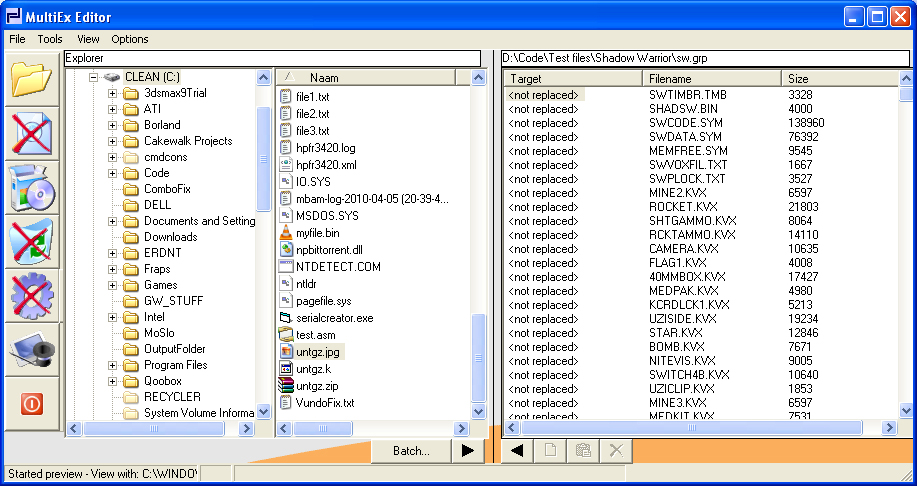 MultiEx Editor
File Tools View Options
Explorer
D:\Code\Test files\Shadow Warrior\sw.grp
CLEAN (C:)
3dsmax9Trial
ATI
Borland
Cakewalk Projects
cmdcons
Code
ComboFix
DELL
Documents and Setting
Downloads
ERDNT
Fraps
Games
GW_STUFF
Intel
MoSlo
OutputFolder
Program Files
Qoobox
RECYCLER
System Volume Informa
Naam
file1.txt
file2.txt
file3.txt
hpfr3420.log
hpfr3420.xml
IO.SYS
mbam-log-2010-04-05 (20-39-4...
MSDOS.SYS
myfile.bin
npbittorrent.dll
NTDETECT.COM
ntldr
pagefile.sys
serialcreator.exe
test.asm
untgz.jpg
untgz.k
untgz.zip
VundoFix.txt
Target Filename Size
<not replaced> SWTIMBR.TMB 3328
<not replaced> SHADSW.BIN 4000
<not replaced> SWCODE.SYM 138960
<not replaced> SWDATA.SYM 76392
<not replaced> MEMFREE.SYM 9545
<not replaced> SWVOXFIL.TXT 1667
<not replaced> SWPLOCK.TXT 3527
<not replaced> MINE2.KVX 6597
<not replaced> ROCKET.KVX 21803
<not replaced> SHTGAMMO.KVX 8064
<not replaced> RCKTAMMO.KVX 14110
<not replaced> CAMERA.KVX 10635
<not replaced> FLAG1.KVX 4008
<not replaced> 40MMBOX.KVX 17427
<not replaced> MEDPAK.KVX 4980
<not replaced> KCRDLCK1.KVX 5213
<not replaced> UZISIDE.KVX 19234
<not replaced> STAR.KVX 12846
<not replaced> BOMB.KVX 7671
<not replaced> NITEVIS.KVX 9005
<not replaced> SWITCH4B.KVX 10640
<not replaced> UZICLIP.KVX 1853
<not replaced> MINE3.KVX 6597
<not replaced> MEDKIT.KVX 7531
Batch...
Started preview - View with: C:\WINDO\